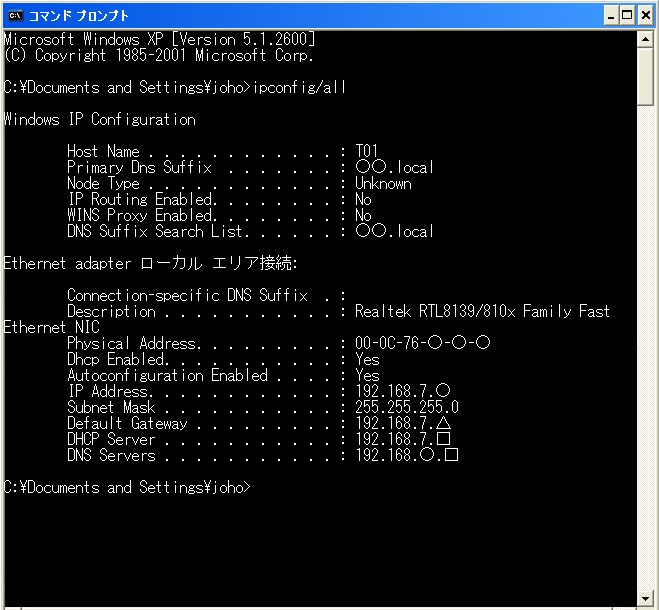 コマンド プロンプト
Microsoft Windows XP [Version 5.1.2600]
(C) Copyright 1985-2001 Microsoft Corp.
C:¥Documents and Settings¥joho>ipconfig/all
Windows IP Configuration
Host Name . . . . . . . . . . . . : T01
Primary Dns Suffix  . . . . . . . : ○○.local
Node Type . . . . . . . . . . . . : Unknown
IP Routing Enabled. . . . . . . . : No
WINS Proxy Enabled. . . . . . . . : No
DNS Suffix Search List. . . . . . : ○○.local
Ethernet adapter ローカル エリア接続:
Connection-specific DNS Suffix  . :
Description . . . . . . . . . . . : Realtek RTL8139/810x Family Fast
Ethernet NIC
Physical Address. . . . . . . . . : 00-0C-76-○-○-○
Dhcp Enabled. . . . . . . . . . . : Yes
Autoconfiguration Enabled . . . . : Yes
IP Address. . . . . . . . . . . . : 192.168.7.○
Subnet Mask . . . . . . . . . . . : 255.255.255.0
Default Gateway . . . . . . . . . : 192.168.7.△
DHCP Server . . . . . . . . . . . : 192.168.7.□
DNS Servers . . . . . . . . . . . : 192.168.○.□
C:¥Documents and Settings¥joho>